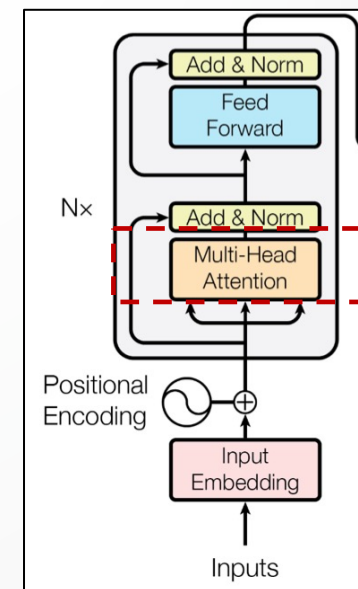 Add & Norm
Feed
Forward
N×
Add & Norm
Multi-Head
Attention
Positional
Encoding
Input
Embedding
Inputs